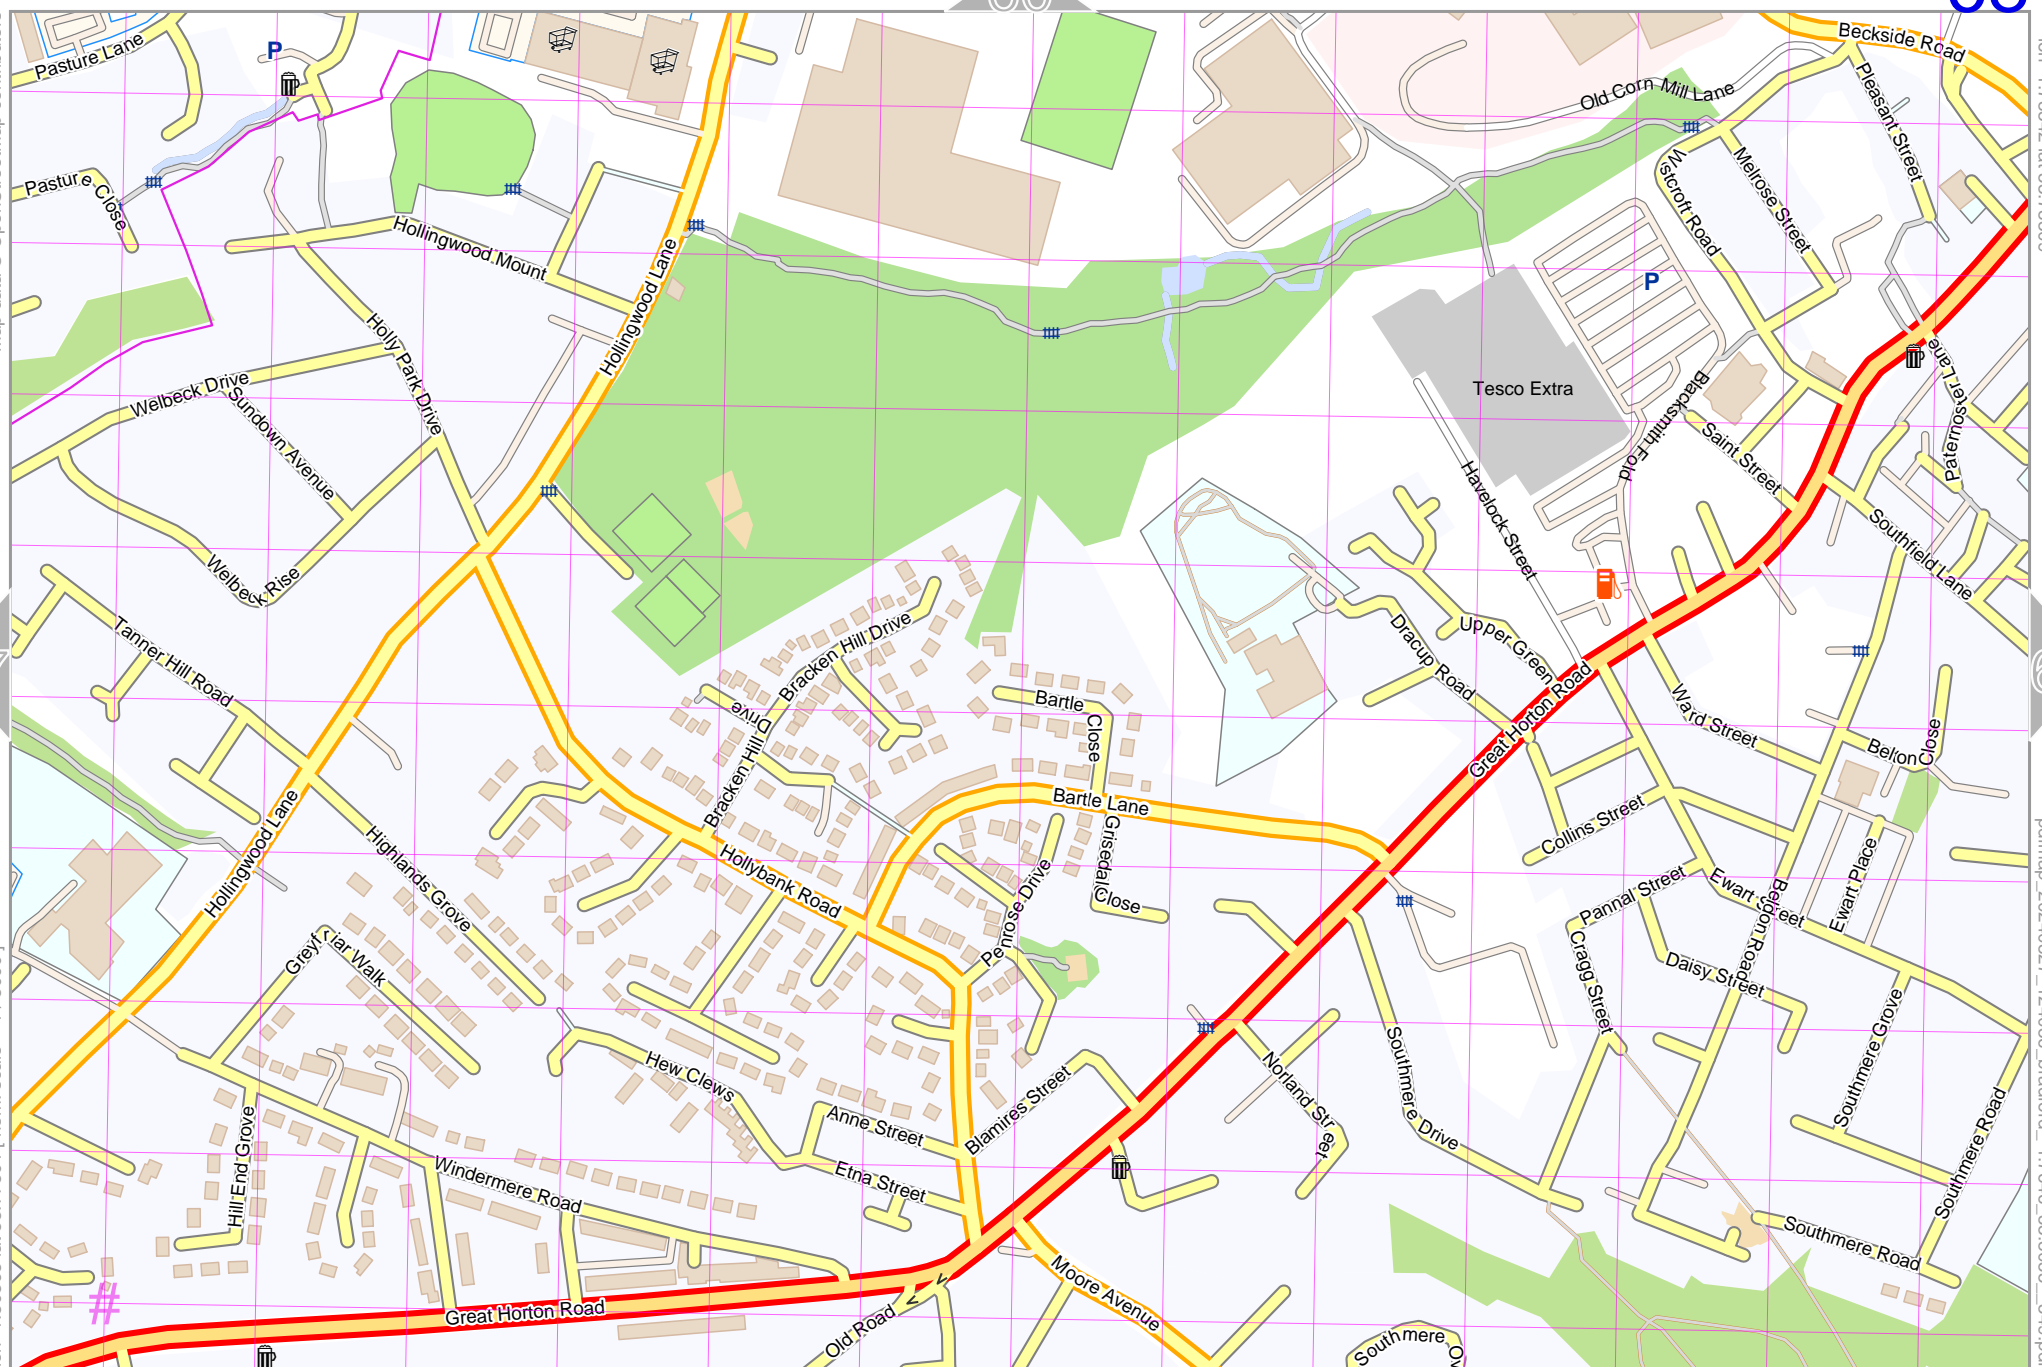 Beckside Road
Pasture Lane
P
Pleasant Street
Old Corn Mill Lane
Pasture Close
Westcroft Road
Melrose Street
Hollingwood Mount
Hollingwood Lane
P
Holly Park Drive
Tesco Extra
Welbeck Drive
Sundown Avenue
Blacksmith Fold
Saint Street
Havelock Street
Southfield Lane
Welbeck Rise
Tanner Hill Road
Bracken Hill Drive
Dracup Road
Upper Green
Drive
Bartle Close
Great Horton Road
Ward Street
Bracken Hill D
Close
Bartle Lane
Hollingwood Lane
Highlands Grove
Collins Street
Hollybank Road
Penrose Drive
Close
Pannal Street
Ewart Street
Ewart Place
Beldon Road
Greyfriar Walk
Cragg Street
Daisy Street
Southmere Grove
Hew Clews
Norland Street
Southmere Drive
Blamires Street
Anne Street
Etna Street
Hill End Grove
Windermere Road
Southmere Road
Southmere Road
Moore Avenue
#
Great Horton Road
Old Road
Southmere